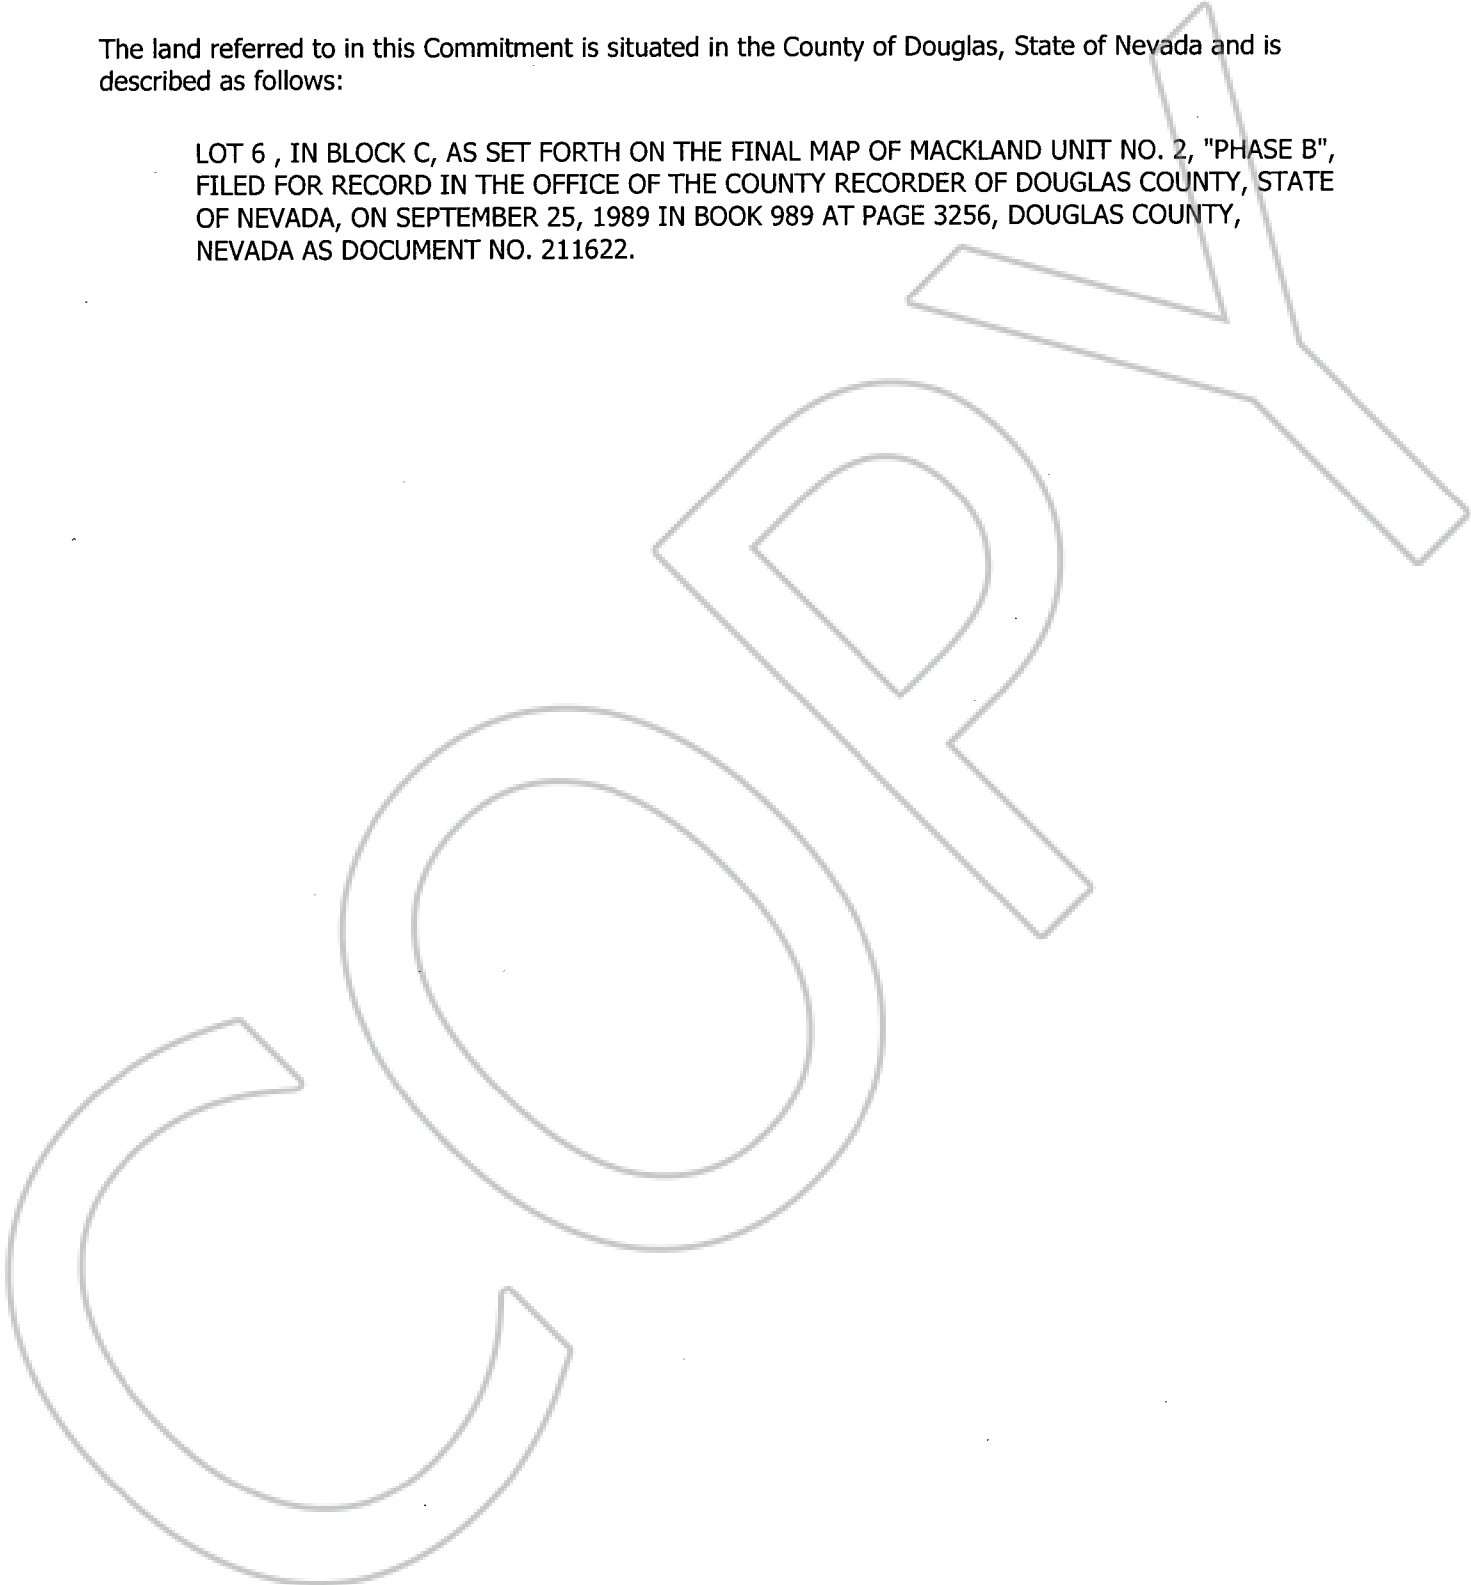 The land referred to in this Commitment is situated in the County of Douglas, State of Nevada and is
described as follows:
LOT 6 , IN BLOCK C, AS SET FORTH ON THE FINAL MAP OF MACKLAND UNIT NO. 2, "PHASE B",
FILED FOR RECORD IN THE OFFICE OF THE COUNTY RECORDER OF DOUGLAS COUNTY, STATE
OF NEVADA, ON SEPTEMBER 25, 1989 IN BOOK 989 AT PAGE 3256, DOUGLAS COUNTY,
NEVADA AS DOCUMENT NO. 211622.
COPY